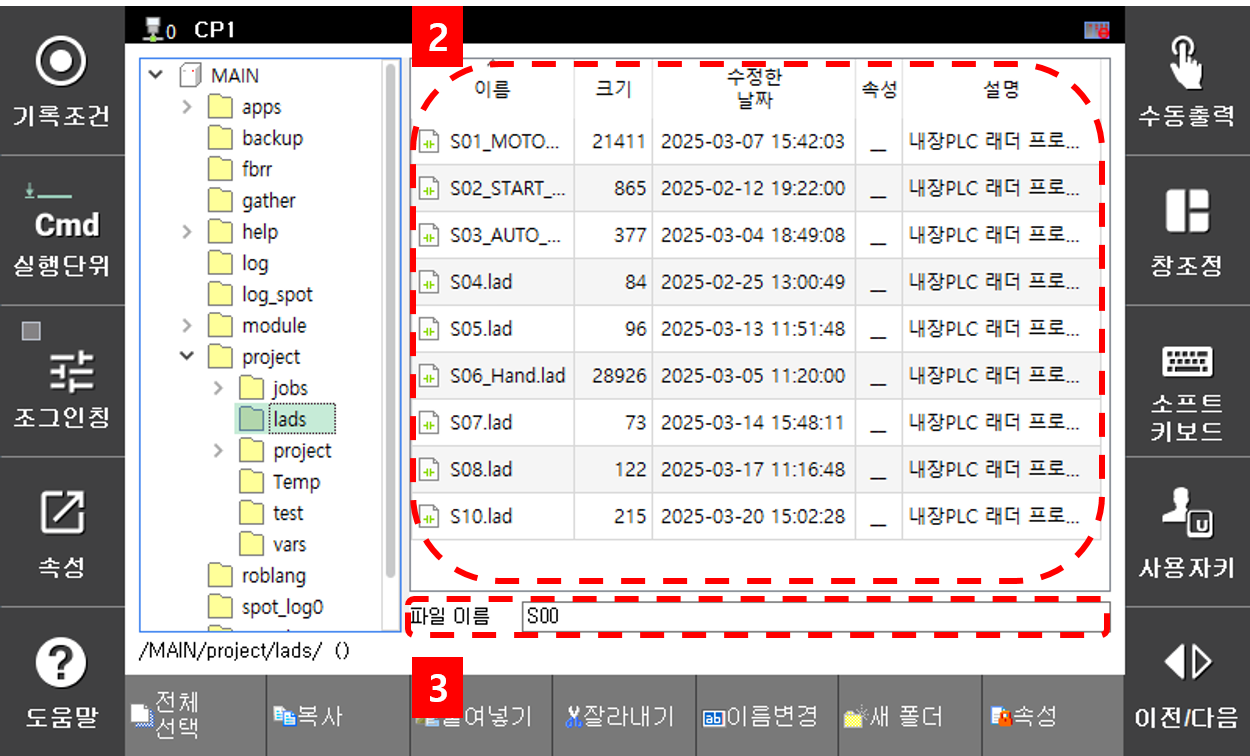 0 CP1
2
기록조건
Cmd
실행단위
조그인칭
속성
도움말
MAIN
apps
backup
fbrr
gather
help
log
log_spot
module
project
jobs
lads
project
Temp
test
vars
roblang
spot_log0
/MAIN/project/lads/ ()
이름 크기 수정한 날짜 속성 설명
S01_MOTO... 21411 2025-03-07 15:42:03 __ 내장PLC 래더 프로...
S02_START_... 865 2025-02-12 19:22:00 __ 내장PLC 래더 프로...
S03_AUTO_... 377 2025-03-04 18:49:08 __ 내장PLC 래더 프로...
S04.lad 84 2025-02-25 13:00:49 __ 내장PLC 래더 프로...
S05.lad 96 2025-03-13 11:51:48 __ 내장PLC 래더 프로...
S06_Hand.lad 28926 2025-03-05 11:20:00 __ 내장PLC 래더 프로...
S07.lad 73 2025-03-14 15:48:11 __ 내장PLC 래더 프로...
S08.lad 122 2025-03-17 11:16:48 __ 내장PLC 래더 프로...
S10.lad 215 2025-03-20 15:02:28 __ 내장PLC 래더 프로...
파일 이름 S00
3
전체
선택
복사
여넣기
잘라내기
이름변경
새 폴더
속성
수동출력
창조정
소프트
키보드
사용자키
이전/다음